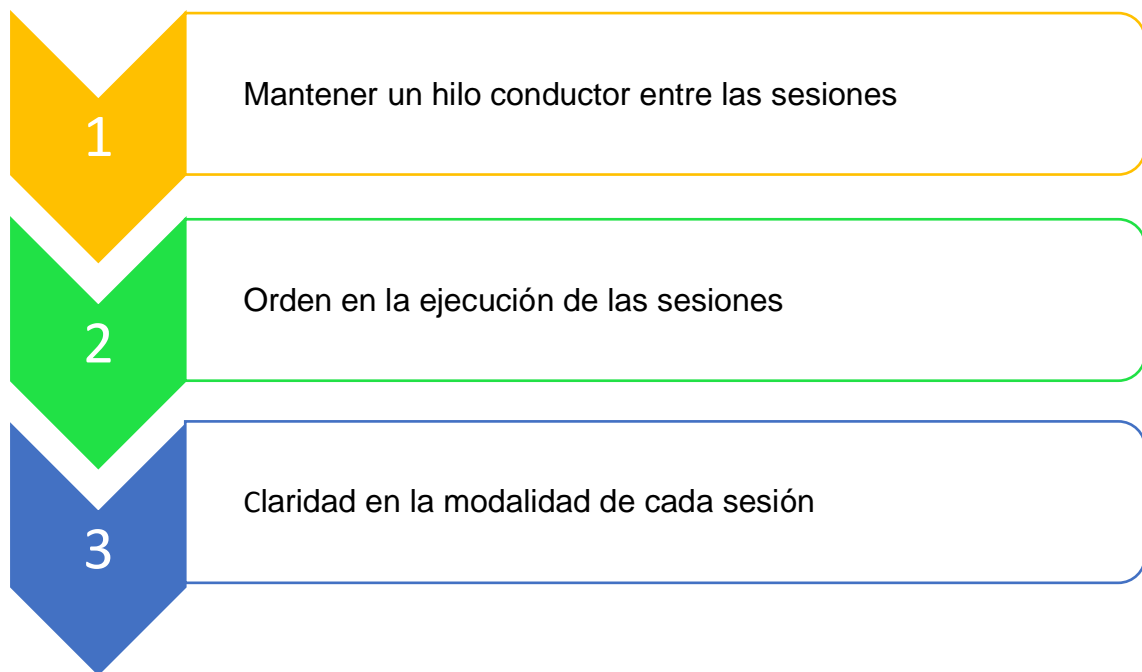 1
Mantener un hilo conductor entre las sesiones
2
Orden en la ejecución de las sesiones
3
Claridad en la modalidad de cada sesión